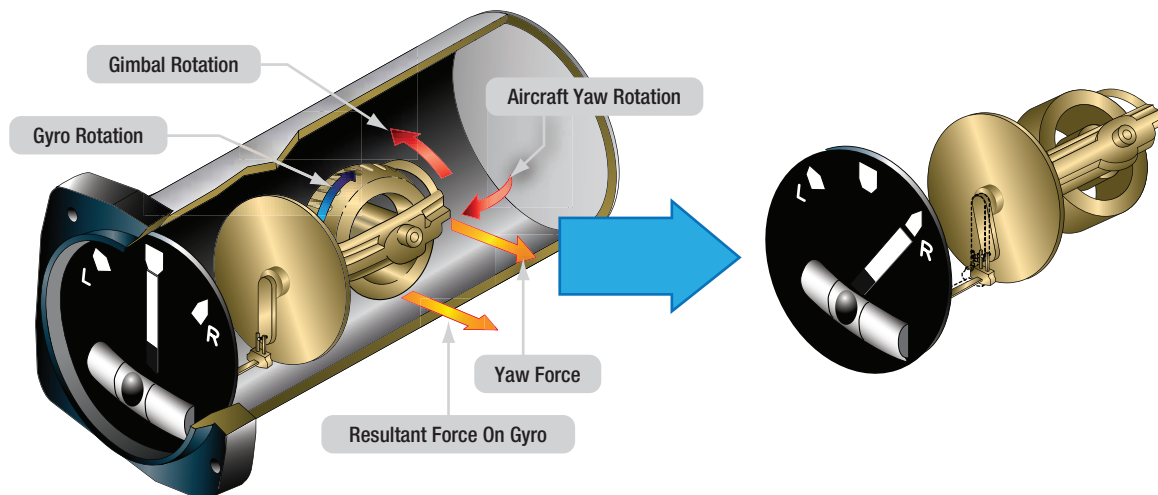 Gimbal Rotation
Aircraft Yaw Rotation
Gyro Rotation
L
R
L
R
Yaw Force
Resultant Force On Gyro